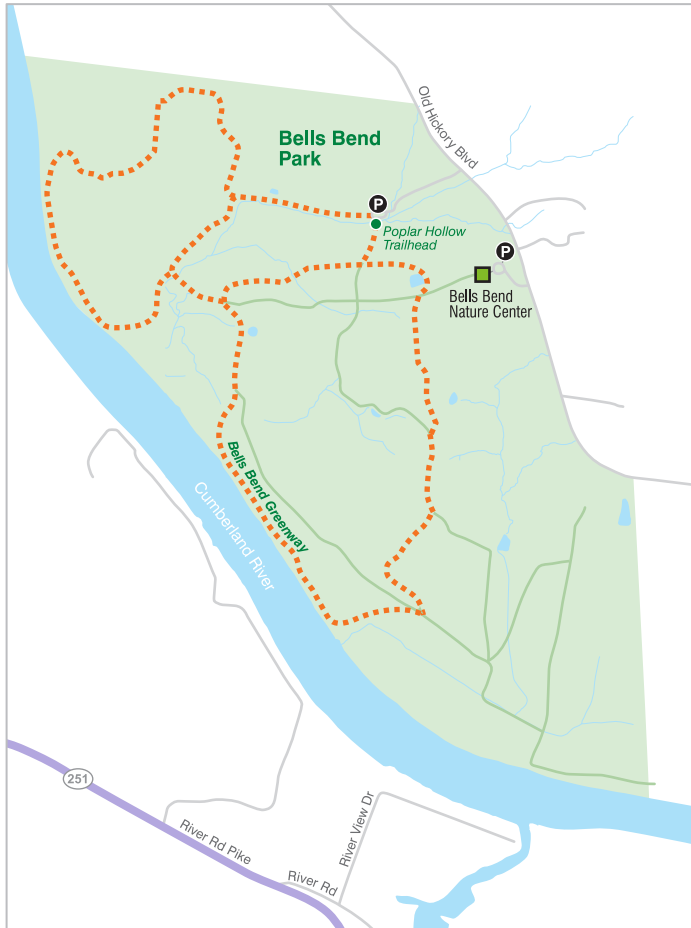 Old Hickory Blvd
Bells Bend
Park
P
Poplar Hollow
Trailhead
P
Bells Bend
Nature Center
Bells Bend Greenway
Cumberland River
251
River Rd Pike
River View Dr
River Rd